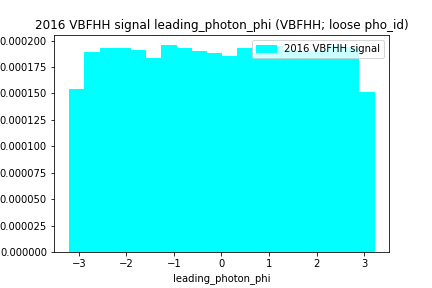 2016 VBFHH signal leading_photon_phi (VBFHH; loose pho_id)
2016 VBFHH signal
0.000200
0.000175
0.000150
0.000125
0.000100
0.000075
0.000050
0.000025
0.000000
−3 −2 −1 0 1 2 3
leading_photon_phi